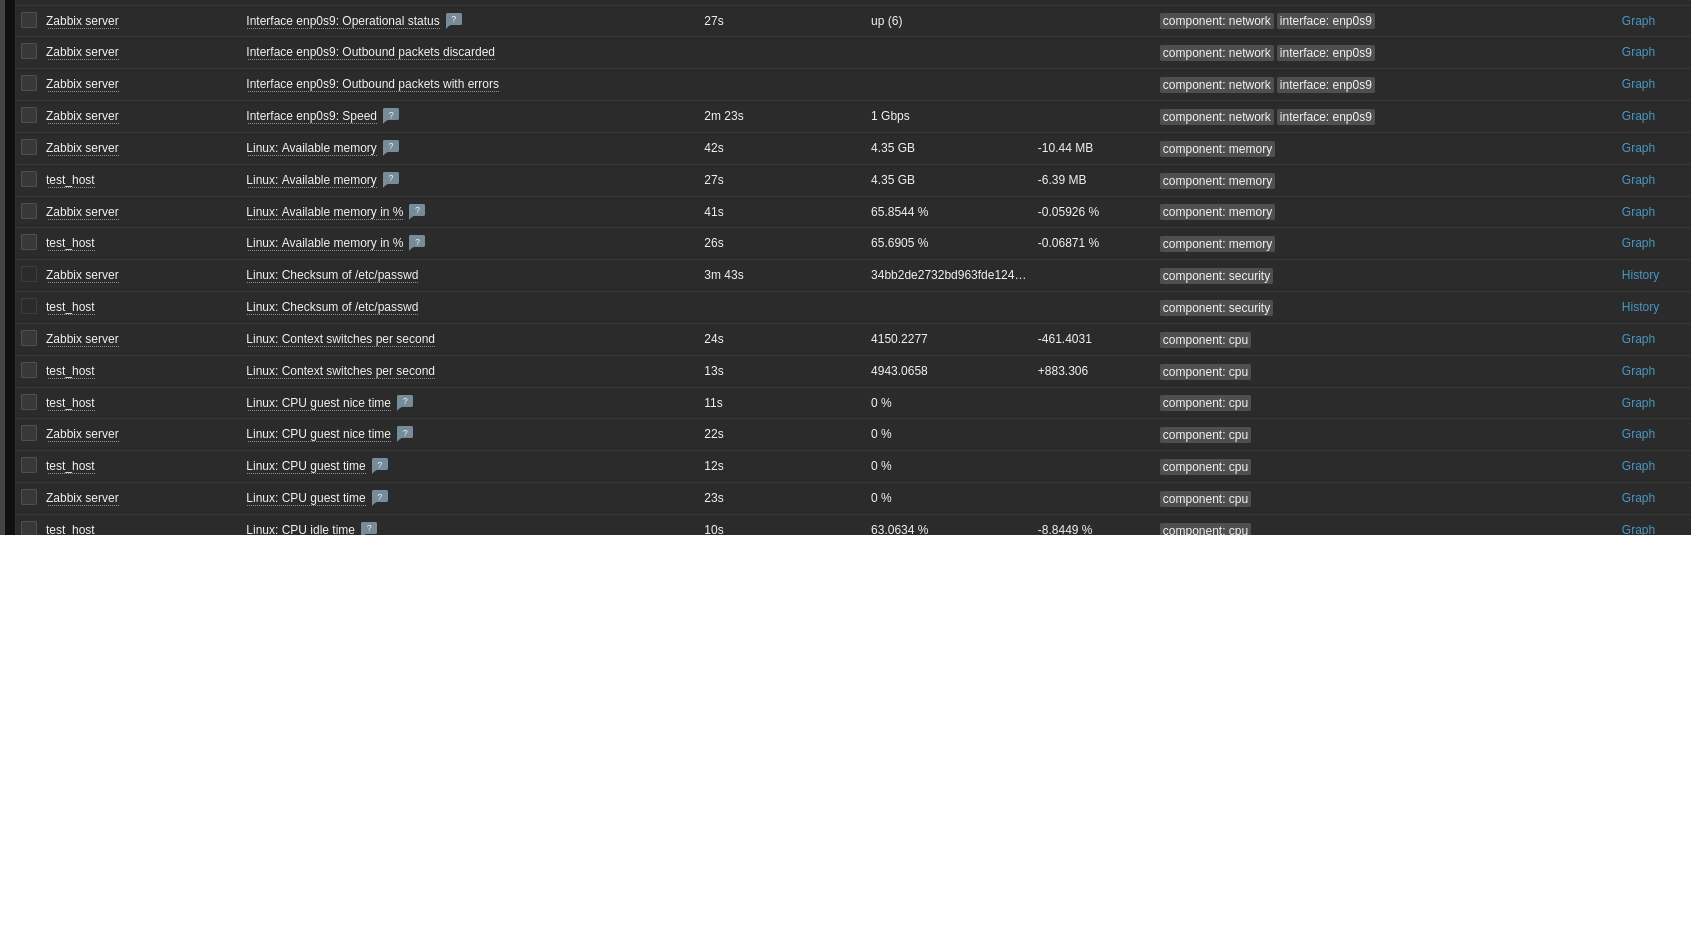 Zabbix server Interface enp0s9: Operational status ? 27s up (6) component: network interface: enp0s9 Graph
Zabbix server Interface enp0s9: Outbound packets discarded component: network interface: enp0s9 Graph
Zabbix server Interface enp0s9: Outbound packets with errors component: network interface: enp0s9 Graph
Zabbix server Interface enp0s9: Speed ? 2m 23s 1 Gbps component: network interface: enp0s9 Graph
Zabbix server Linux: Available memory ? 42s 4.35 GB -10.44 MB component: memory Graph
test_host Linux: Available memory ? 27s 4.35 GB -6.39 MB component: memory Graph
Zabbix server Linux: Available memory in % ? 41s 65.8544 % -0.05926 % component: memory Graph
test_host Linux: Available memory in % ? 26s 65.6905 % -0.06871 % component: memory Graph
Zabbix server Linux: Checksum of /etc/passwd 3m 43s 34bb2de2732bd963fde124… component: security History
test_host Linux: Checksum of /etc/passwd component: security History
Zabbix server Linux: Context switches per second 24s 4150.2277 -461.4031 component: cpu Graph
test_host Linux: Context switches per second 13s 4943.0658 +883.306 component: cpu Graph
test_host Linux: CPU guest nice time ? 11s 0 % component: cpu Graph
Zabbix server Linux: CPU guest nice time ? 22s 0 % component: cpu Graph
test_host Linux: CPU guest time ? 12s 0 % component: cpu Graph
Zabbix server Linux: CPU guest time ? 23s 0 % component: cpu Graph
test_host Linux: CPU idle time ? 10s 63.0634 % -8.8449 % component: cpu Graph